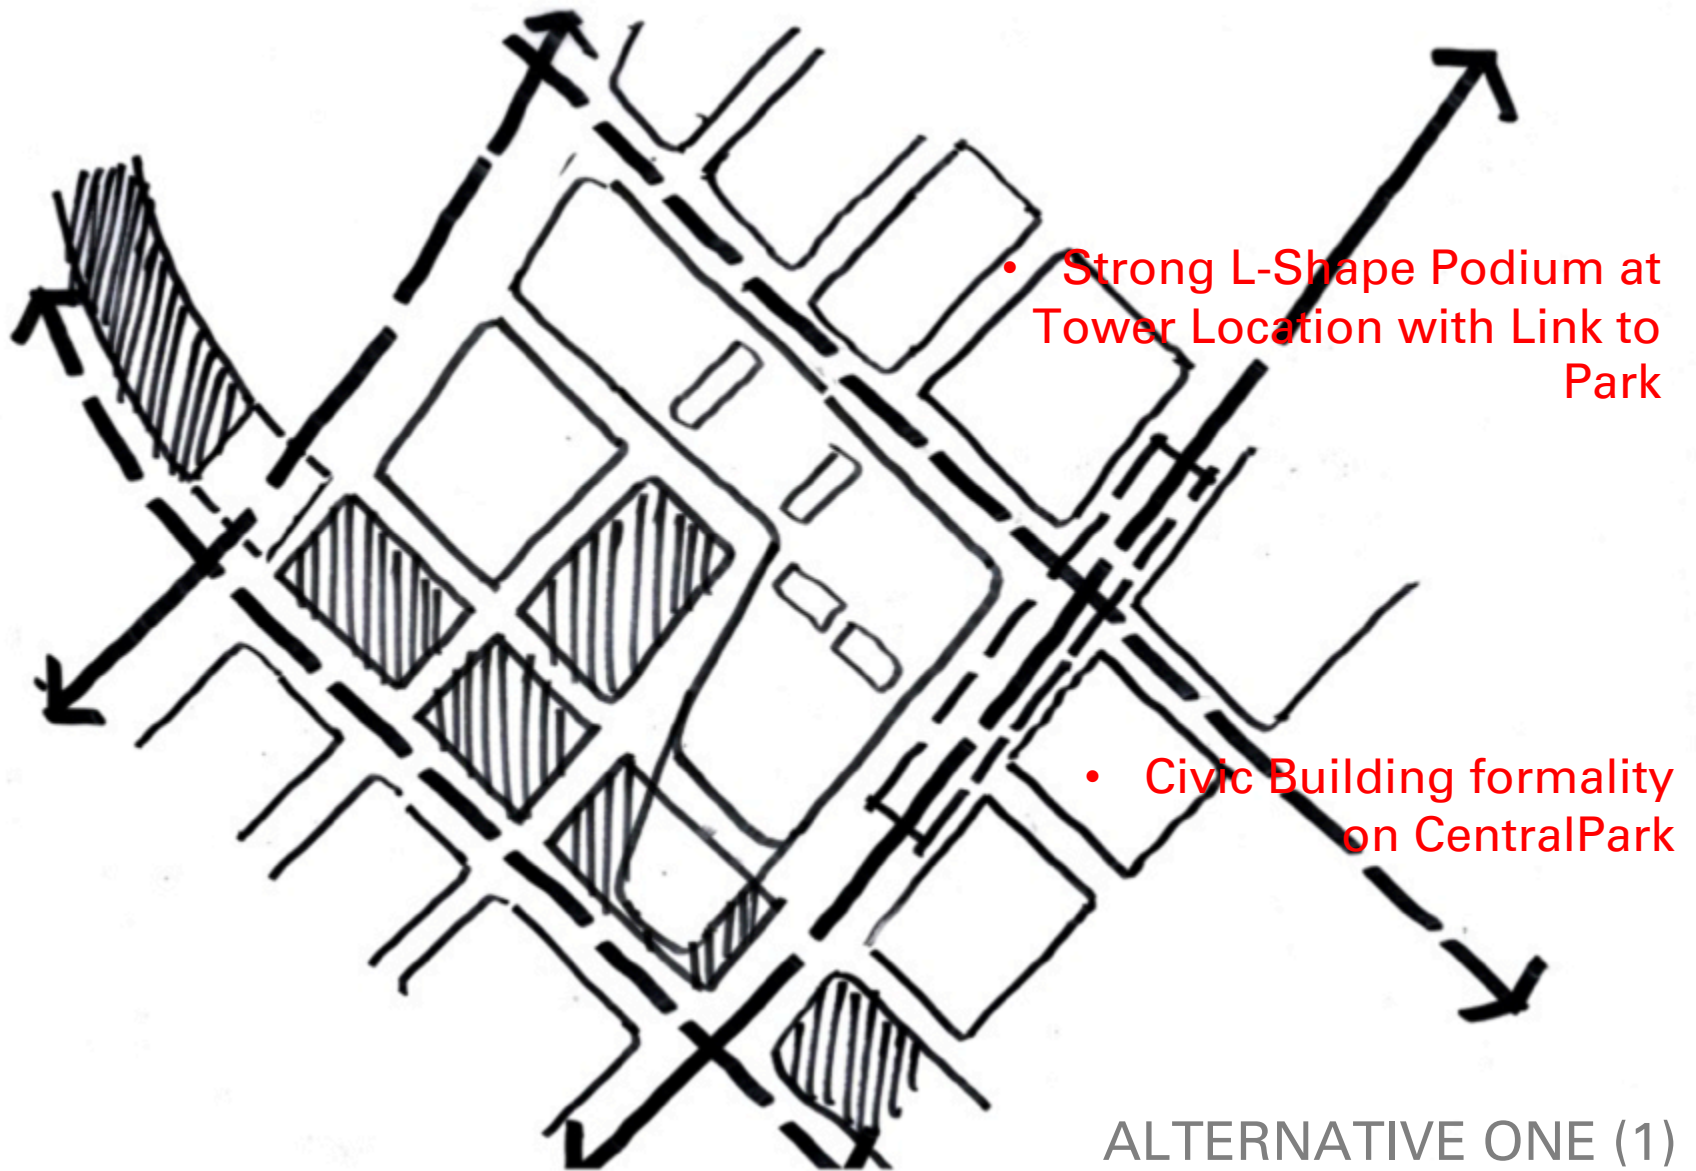 • Strong L-Shape Podium at
Tower Location with Link to
Park
• Civic Building formality
on CentralPark
ALTERNATIVE ONE (1)